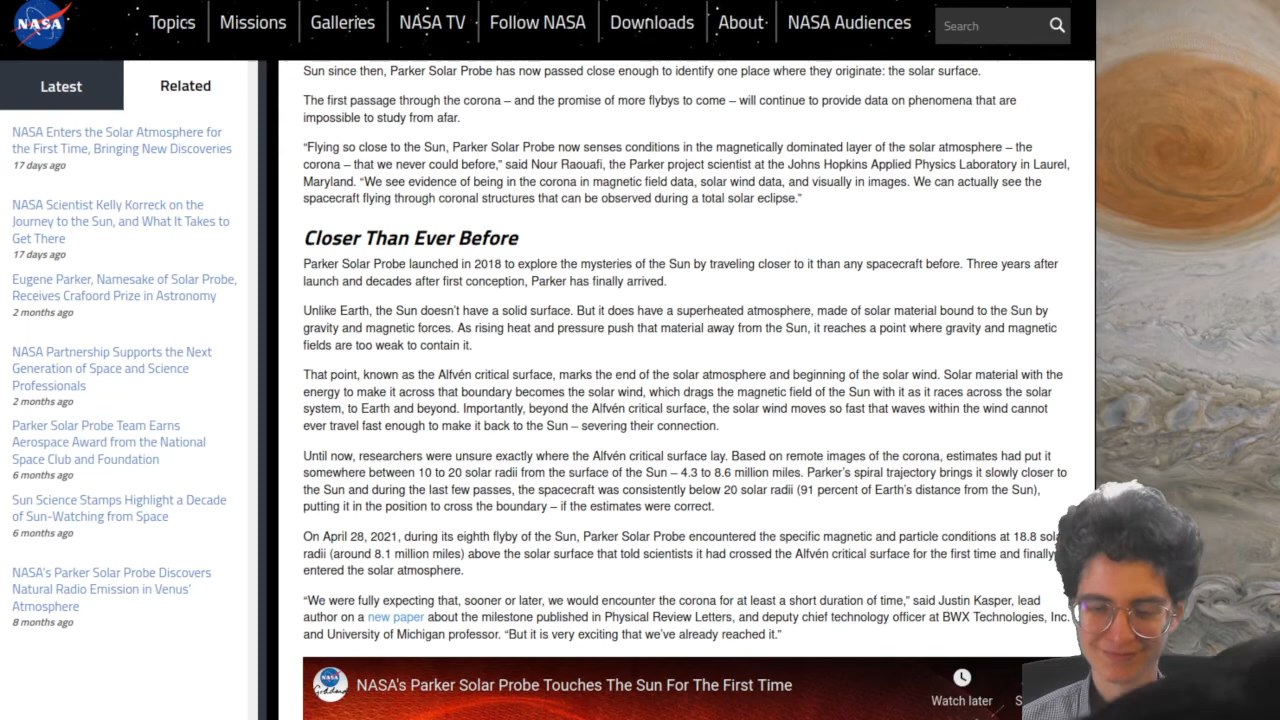 NASA
Topics
Missions
Galleries
NASA TV
Follow NASA
Downloads
About
NASA Audiences
Search
Latest
Related
NASA Enters the Solar Atmosphere for
the First Time, Bringing New Discoveries
17 days ago
NASA Scientist Kelly Korreck on the
Journey to the Sun, and What It Takes to
Get There
17 days ago
Eugene Parker, Namesake of Solar Probe,
Receives Crafoord Prize in Astronomy
2 months ago
NASA Partnership Supports the Next
Generation of Space and Science
Professionals
2 months ago
Parker Solar Probe Team Earns
Aerospace Award from the National
Space Club and Foundation
6 months ago
Sun Science Stamps Highlight a Decade
of Sun-Watching from Space
6 months ago
NASA's Parker Solar Probe Discovers
Natural Radio Emission in Venus'
Atmosphere
8 months ago
Sun since then, Parker Solar Probe has now passed close enough to identify one place where they originate: the solar surface.
The first passage through the corona – and the promise of more flybys to come – will continue to provide data on phenomena that are
impossible to study from afar.
“Flying so close to the Sun, Parker Solar Probe now senses conditions in the magnetically dominated layer of the solar atmosphere – the
corona – that we never could before,” said Nour Raouafi, the Parker project scientist at the Johns Hopkins Applied Physics Laboratory in Laurel,
Maryland. “We see evidence of being in the corona in magnetic field data, solar wind data, and visually in images. We can actually see the
spacecraft flying through coronal structures that can be observed during a total solar eclipse.”
Closer Than Ever Before
Parker Solar Probe launched in 2018 to explore the mysteries of the Sun by traveling closer to it than any spacecraft before. Three years after
launch and decades after first conception, Parker has finally arrived.
Unlike Earth, the Sun doesn’t have a solid surface. But it does have a superheated atmosphere, made of solar material bound to the Sun by
gravity and magnetic forces. As rising heat and pressure push that material away from the Sun, it reaches a point where gravity and magnetic
fields are too weak to contain it.
That point, known as the Alfvén critical surface, marks the end of the solar atmosphere and beginning of the solar wind. Solar material with the
energy to make it across that boundary becomes the solar wind, which drags the magnetic field of the Sun with it as it races across the solar
system, to Earth and beyond. Importantly, beyond the Alfvén critical surface, the solar wind moves so fast that waves within the wind cannot
ever travel fast enough to make it back to the Sun – severing their connection.
Until now, researchers were unsure exactly where the Alfvén critical surface lay. Based on remote images of the corona, estimates had put it
somewhere between 10 to 20 solar radii from the surface of the Sun – 4.3 to 8.6 million miles. Parker’s spiral trajectory brings it slowly closer to
the Sun and during the last few passes, the spacecraft was consistently below 20 solar radii (91 percent of Earth’s distance from the Sun),
putting it in the position to cross the boundary – if the estimates were correct.
On April 28, 2021, during its eighth flyby of the Sun, Parker Solar Probe encountered the specific magnetic and particle conditions at 18.8
radii (around 8.1 million miles) above the solar surface that told scientists it had crossed the Alfvén critical surface for the first time and finally
entered the solar atmosphere.
“We were fully expecting that, sooner or later, we would encounter the corona for at least a short duration of time,” said Justin Kasper, lead
author on a new paper about the milestone published in Physical Review Letters, and deputy chief technology officer at BWX Technologies, Inc.
and University of Michigan professor. “But it is very exciting that we’ve already reached it.”
NASA's Parker Solar Probe Touches The Sun For The First Time
Watch later